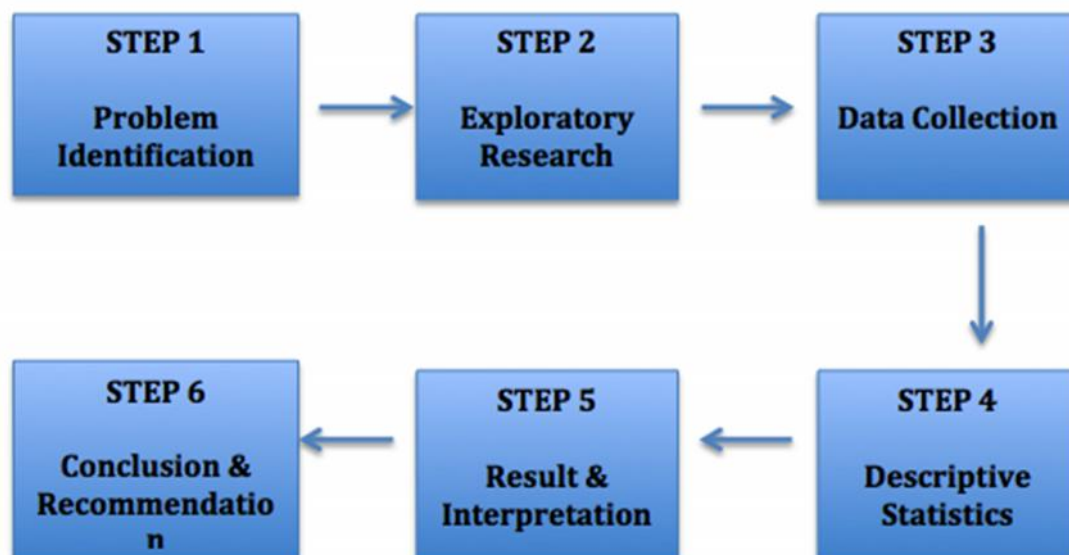 STEP 1
Problem
Identification
STEP 2
Exploratory
Research
STEP 3
Data Collection
STEP 4
Descriptive
Statistics
STEP 5
Result &
Interpretation
STEP 6
Conclusion &
Recommendatio
n